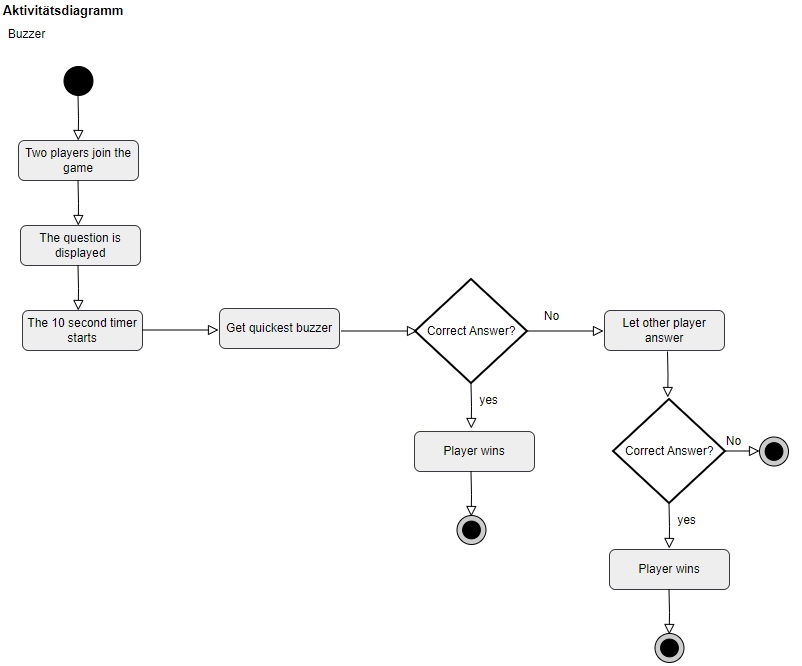 Aktivitätsdiagramm
Buzzer
Two players join the
game
The question is
displayed
The 10 second timer
starts
Get quickest buzzer
Correct Answer?
No
yes
Player wins
Let other player
answer
Correct Answer?
No
yes
Player wins